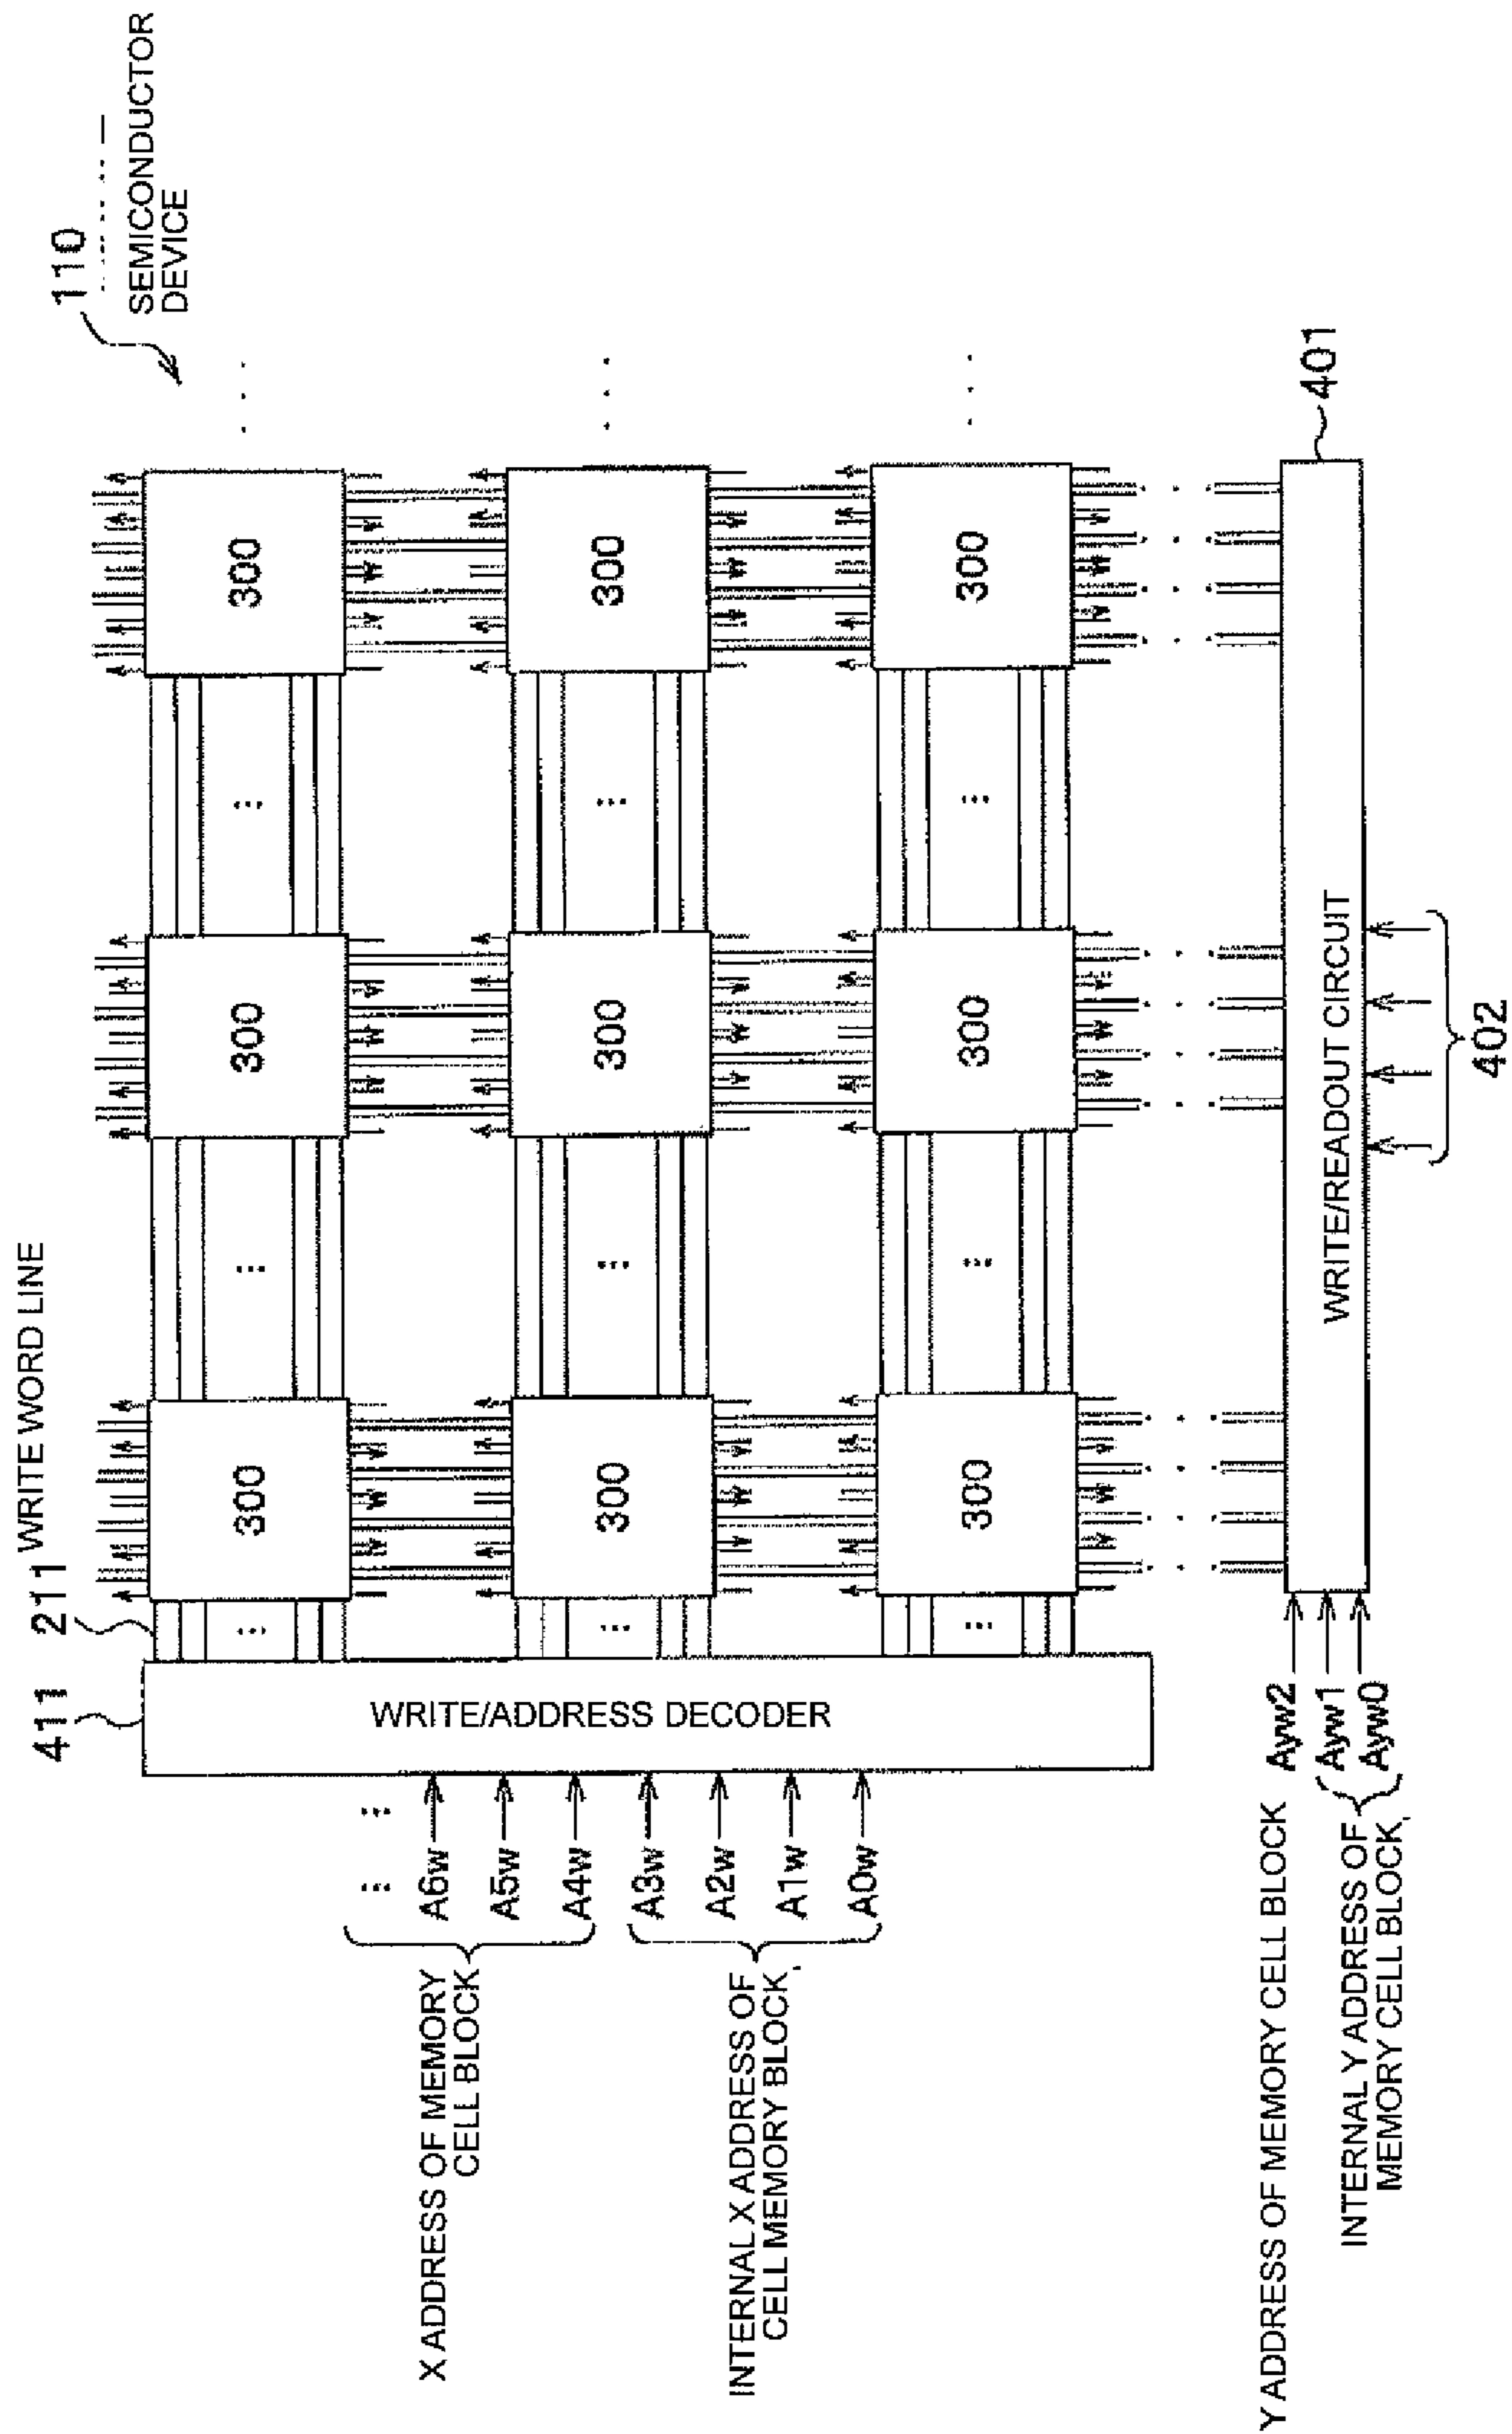 110
SEMICONDUCTOR
DEVICE
WRITE WORD LINE
411
211
300
300
300
X ADDRESS OF MEMORY
CELL BLOCK
A6w
A5w
A4w
300
300
300
WRITE/ADDRESS DECODER
INTERNAL X ADDRESS OF
CELL MEMORY BLOCK
A3w
A2w
A1w
A0w
300
300
300
401
Y ADDRESS OF MEMORY CELL BLOCK
Ayw2
INTERNAL Y ADDRESS OF
MEMORY CELL BLOCK
Ayw1
Ayw0
WRITE/READOUT CIRCUIT
402